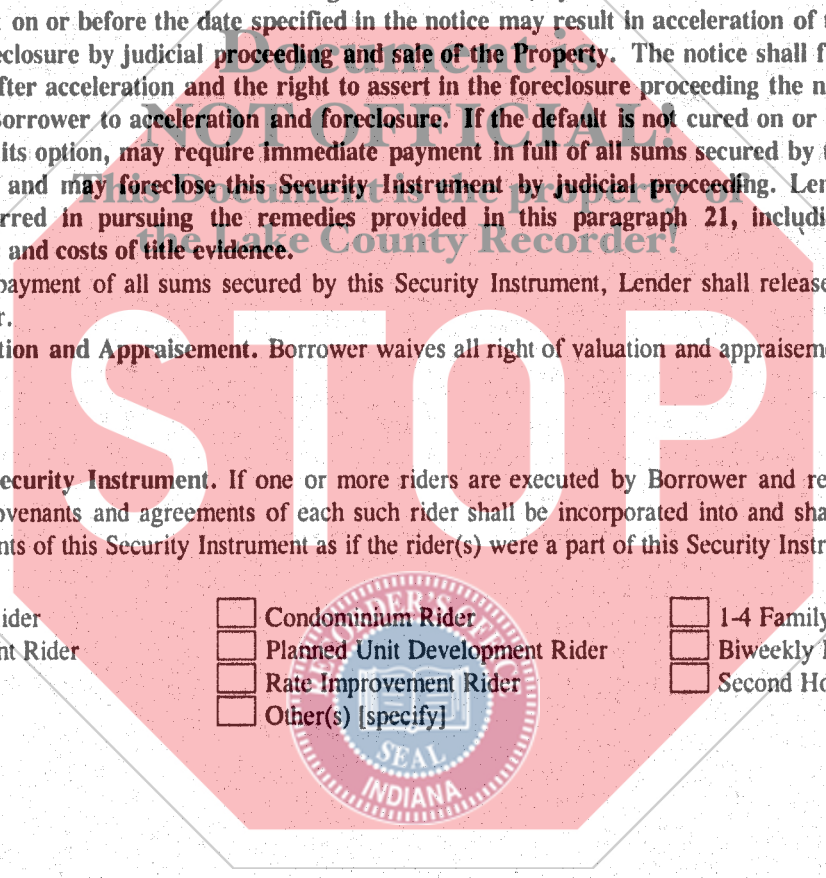 on or before the date specified in the notice may result in acceleration of
closure by judicial proceeding and sale of the Property. The notice shall f
fter acceleration and the right to assert in the foreclosure proceeding the n
Borrower to acceleration and foreclosure. If the default is not cured on or
its option, may require immediate payment in full of all sums secured by t
and may foreclose this Security Instrument by judicial proceeding. Len
rred in pursuing the remedies provided in this paragraph 21, includi
and costs of title evidence.
payment of all sums secured by this Security Instrument, Lender shall release
r.
tion and Appraisement. Borrower waives all right of valuation and appraiseme
ecurity Instrument. If one or more riders are executed by Borrower and re
ovenants and agreements of each such rider shall be incorporated into and sha
nts of this Security Instrument as if the rider(s) were a part of this Security Instr
ider Condominium Rider 1-4 Family
nt Rider Planned Unit Development Rider Biweekly
Rate Improvement Rider Second Ho
Other(s) [specify]
Document is
NOT OFFICIAL!
This Document is the property of
the Lake County Recorder!
STOP
RECORDER'S OFFICE
SEAL
INDIANA